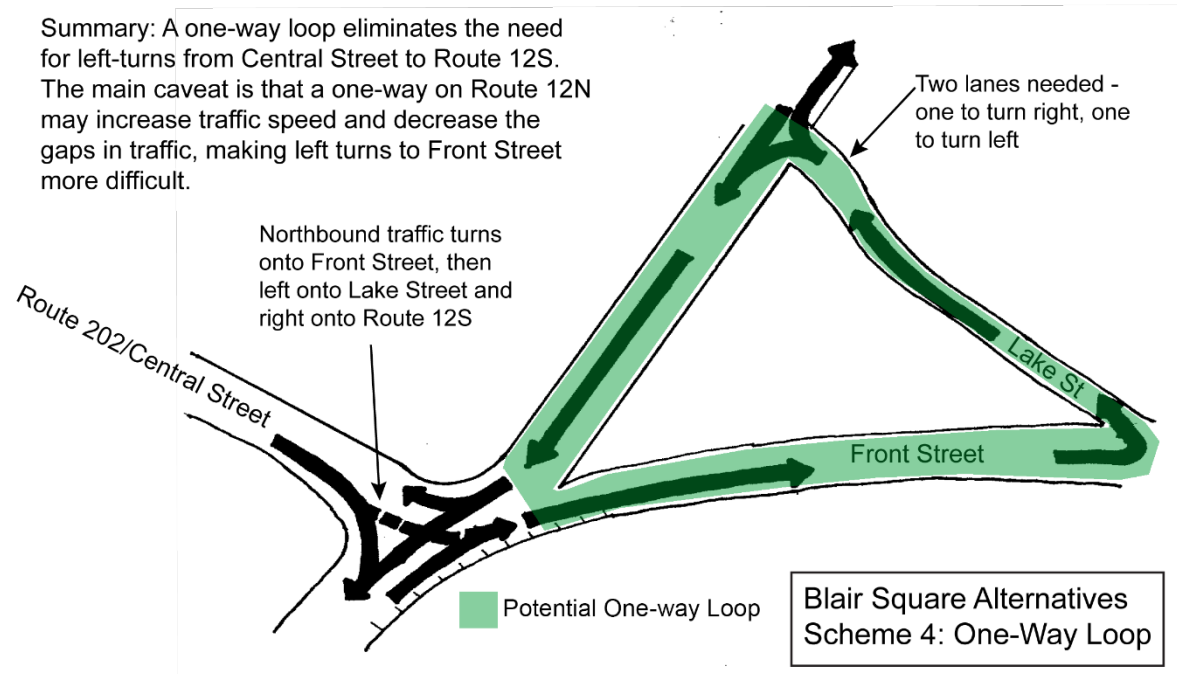 Summary: A one-way loop eliminates the need
for left-turns from Central Street to Route 12S.
The main caveat is that a one-way on Route 12N
may increase traffic speed and decrease the
gaps in traffic, making left turns to Front Street
more difficult.
Two lanes needed -
one to turn right, one
to turn left
Northbound traffic turns
onto Front Street, then
left onto Lake Street and
right onto Route 12S
Route 202/Central Street
Lake St
Front Street
Potential One-way Loop
Blair Square Alternatives
Scheme 4: One-Way Loop